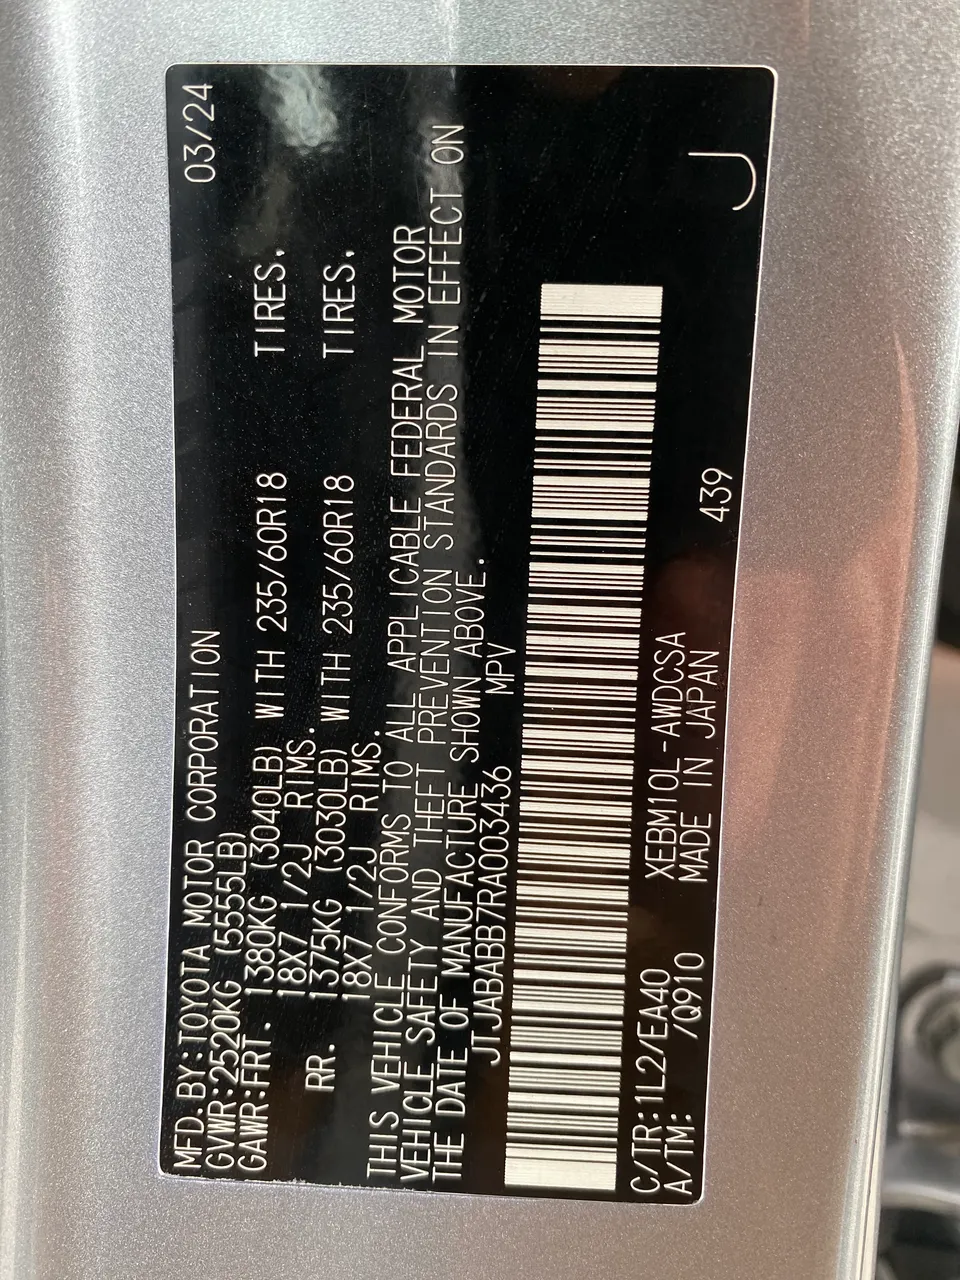 MFD.BY:TOYOTA MOTOR CORPORATION 03/24
GVWR:2520KG (5555LB)
GAWR:FRT. 1380KG (3040LB) WITH 235/60R18 TIRES.
18X7 1/2J RIMS.
RR. 1375KG (3030LB) WITH 235/60R18 TIRES.
18X7 1/2J RIMS.
THIS VEHICLE CONFORMS TO ALL APPLICABLE FEDERAL MOTOR
VEHICLE SAFETY AND THEFT PREVENTION STANDARDS IN EFFECT ON
THE DATE OF MANUFACTURE SHOWN ABOVE.
JTJABABB7RA003436 MPV
C/TR:1L2/EA40 XEBM10L-AWDCSA
A/TM: /Q910 MADE IN JAPAN 439
J